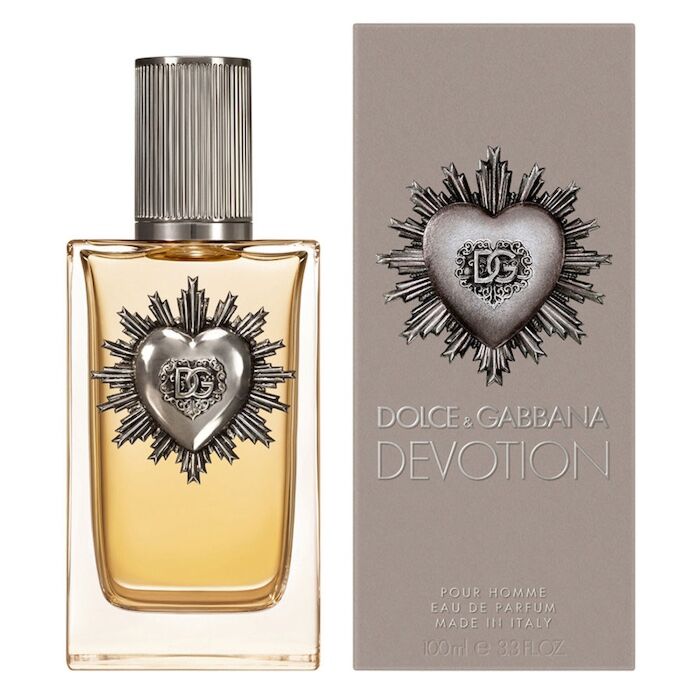 DG
DG
DOLCE & GABBANA
DEVOTION
POUR HOMME
EAU DE PARFUM
MADE IN ITALY
100ml e 3.3 FL.OZ